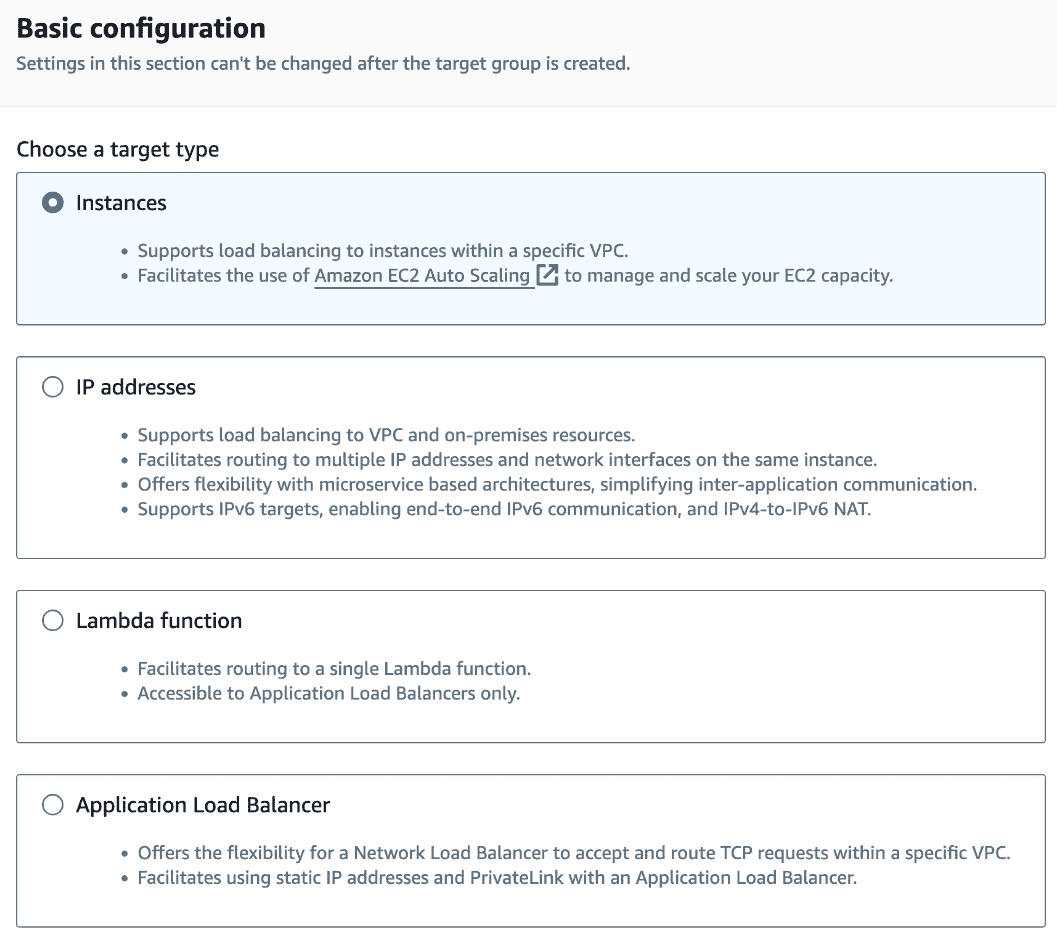 Basic configuration
Settings in this section can't be changed after the target group is created.
Choose a target type
Instances
• Supports load balancing to instances within a specific VPC.
• Facilitates the use of Amazon EC2 Auto Scaling to manage and scale your EC2 capacity.
IP addresses
• Supports load balancing to VPC and on-premises resources.
• Facilitates routing to multiple IP addresses and network interfaces on the same instance.
• Offers flexibility with microservice based architectures, simplifying inter-application communication.
• Supports IPv6 targets, enabling end-to-end IPv6 communication, and IPv4-to-IPv6 NAT.
Lambda function
• Facilitates routing to a single Lambda function.
• Accessible to Application Load Balancers only.
Application Load Balancer
• Offers the flexibility for a Network Load Balancer to accept and route TCP requests within a specific VPC.
• Facilitates using static IP addresses and PrivateLink with an Application Load Balancer.